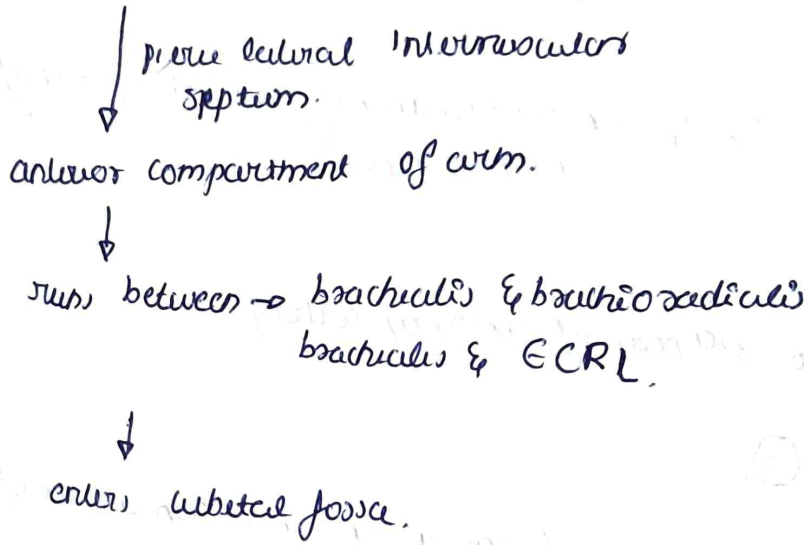 pierce lateral Intermuscular
septum.
anterior compartment of arm.
runs between → brachialis & brachioradialis
brachialis & ECRL.
enters cubital fossa.